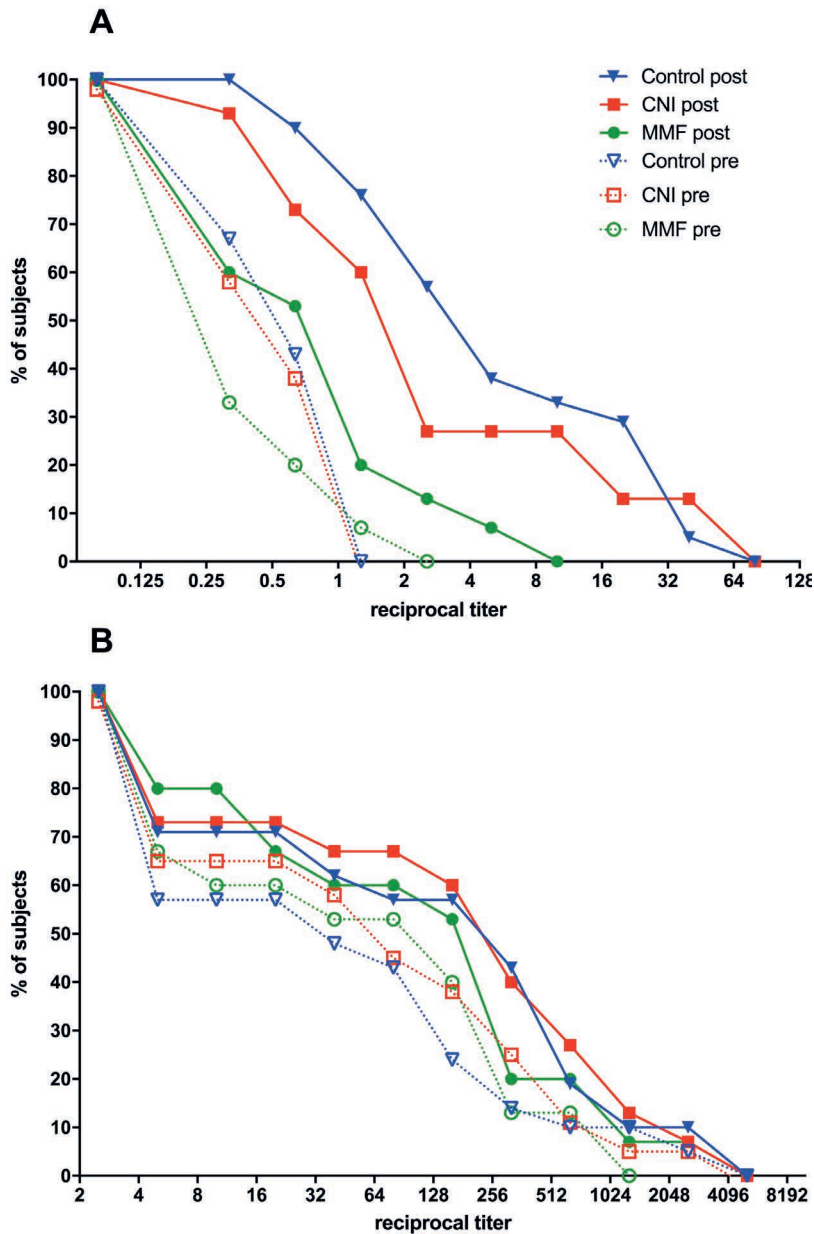 A
Control post
CNI post
MMF post
Control pre
CNI pre
MMF pre
100
90
80
70
60
50
40
30
20
10
0
% of subjects
0.125 0.25 0.5 1 2 4 8 16 32 64 128
reciprocal titer
B
100
90
80
70
60
50
40
30
20
10
0
% of subjects
2 4 8 16 32 64 128 256 512 1024 2048 4096 8192
reciprocal titer